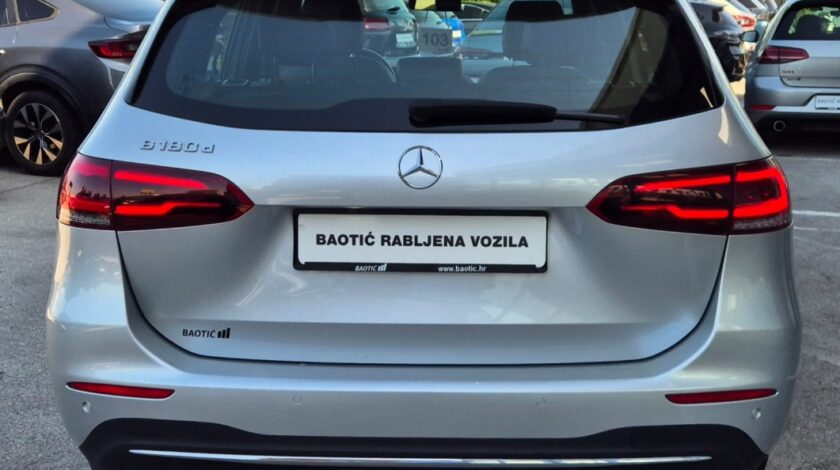 103
B180d
BAOTIĆ RABLJENA VOZILA
BAOTIĆ www.baotic.hr
BAOTIĆ